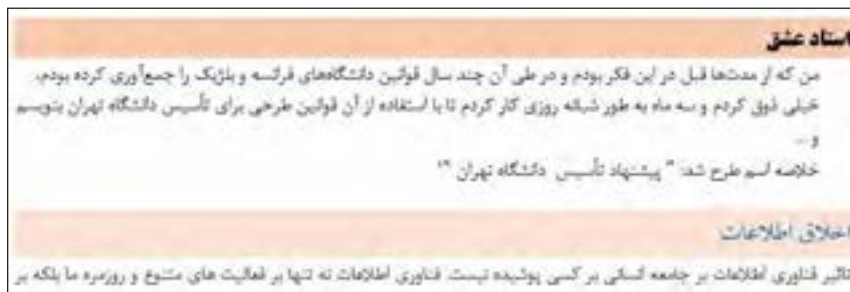 استاد عشق
من که از مدت‌ها قبل در این فکر بودم و در طی آن چند سال قوانین دانشگاه‌های فرانسه و بلژیک را جمع‌آوری کرده بودم،
خیلی ذوق کردم و سه ماه به طور شبانه روزی کار کردم تا با استفاده از آن قوانین طرحی برای تأسیس دانشگاه تهران بنویسم
و ...
خلاصه اسم طرح شد: " پیشنهاد تأسیس دانشگاه تهران "!
اخلاق اطلاعات
تاثیر فناوری اطلاعات بر جامعه انسانی بر کسی پوشیده نیست. فناوری اطلاعات نه تنها بر فعالیت های متنوع و روزمره ما بلکه بر